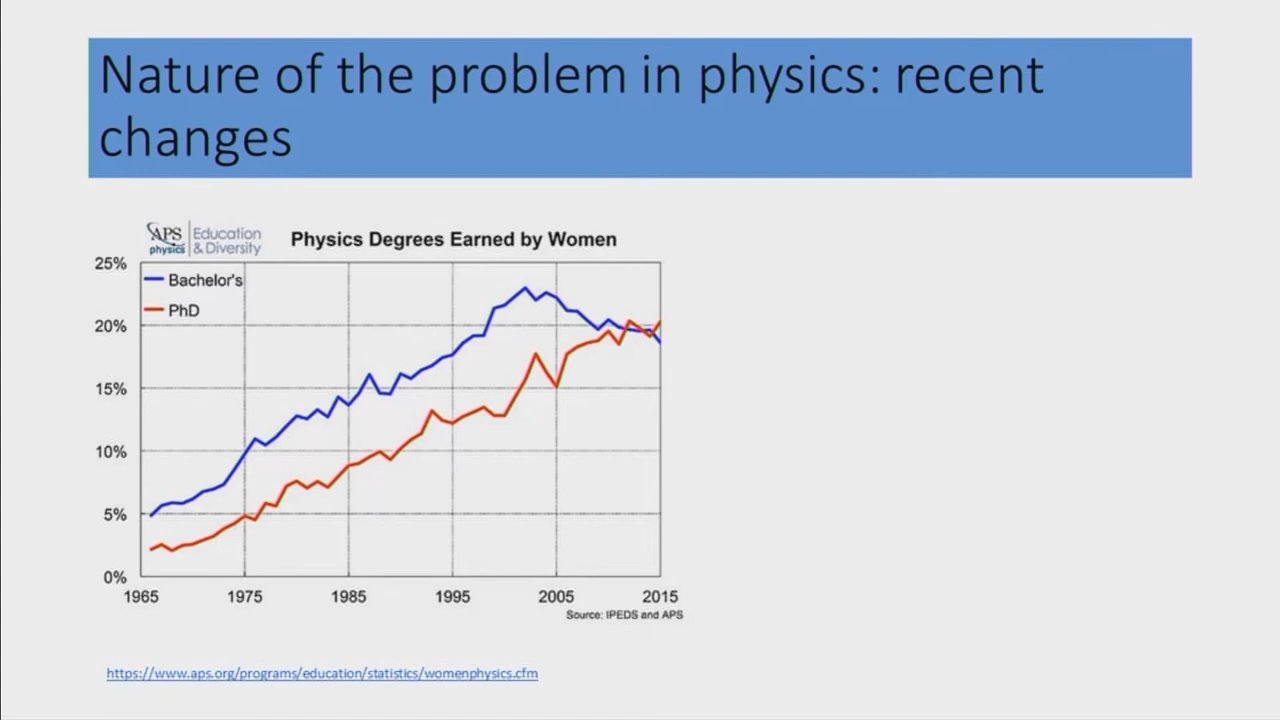 Nature of the problem in physics: recent
changes
APS
physics
Education
& Diversity
Physics Degrees Earned by Women
25%
Bachelor's
PhD
20%
15%
10%
5%
0%
1965 1975 1985 1995 2005 2015
Source: IPEDS and APS
https://www.aps.org/programs/education/statistics/womenphysics.cfm